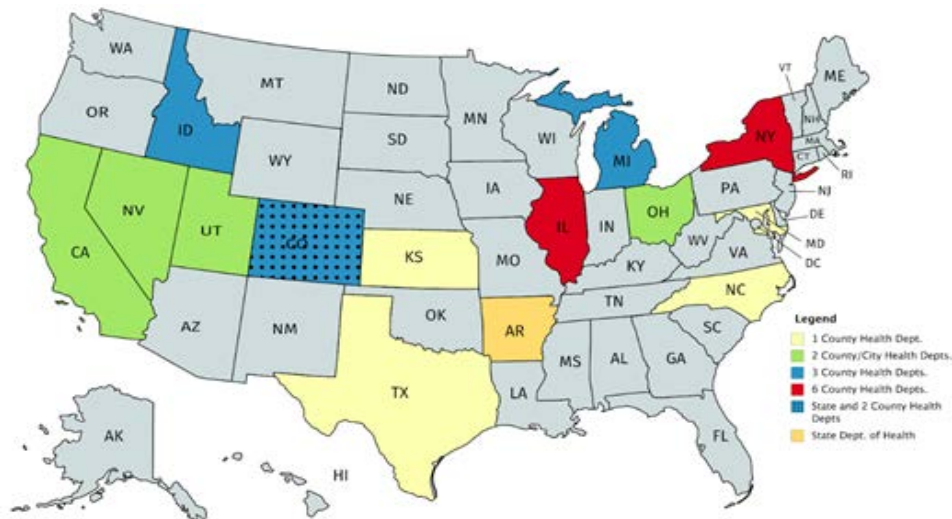 WA
MT
ND
MN
VT
ME
OR
ID
SD
WI
MI
NY
NH
MA
CT
RI
WY
IA
PA
NJ
NV
UT
CO
NE
IL
IN
OH
DE
CA
KS
MO
WV
VA
MD
KY
DC
AZ
NM
OK
AR
TN
NC
SC
TX
LA
MS
AL
GA
AK
HI
FL
Legend
1 County Health Dept.
2 County/City Health Depts.
3 County Health Depts.
6 County Health Depts.
State and 2 County Health
Depts
State Dept. of Health